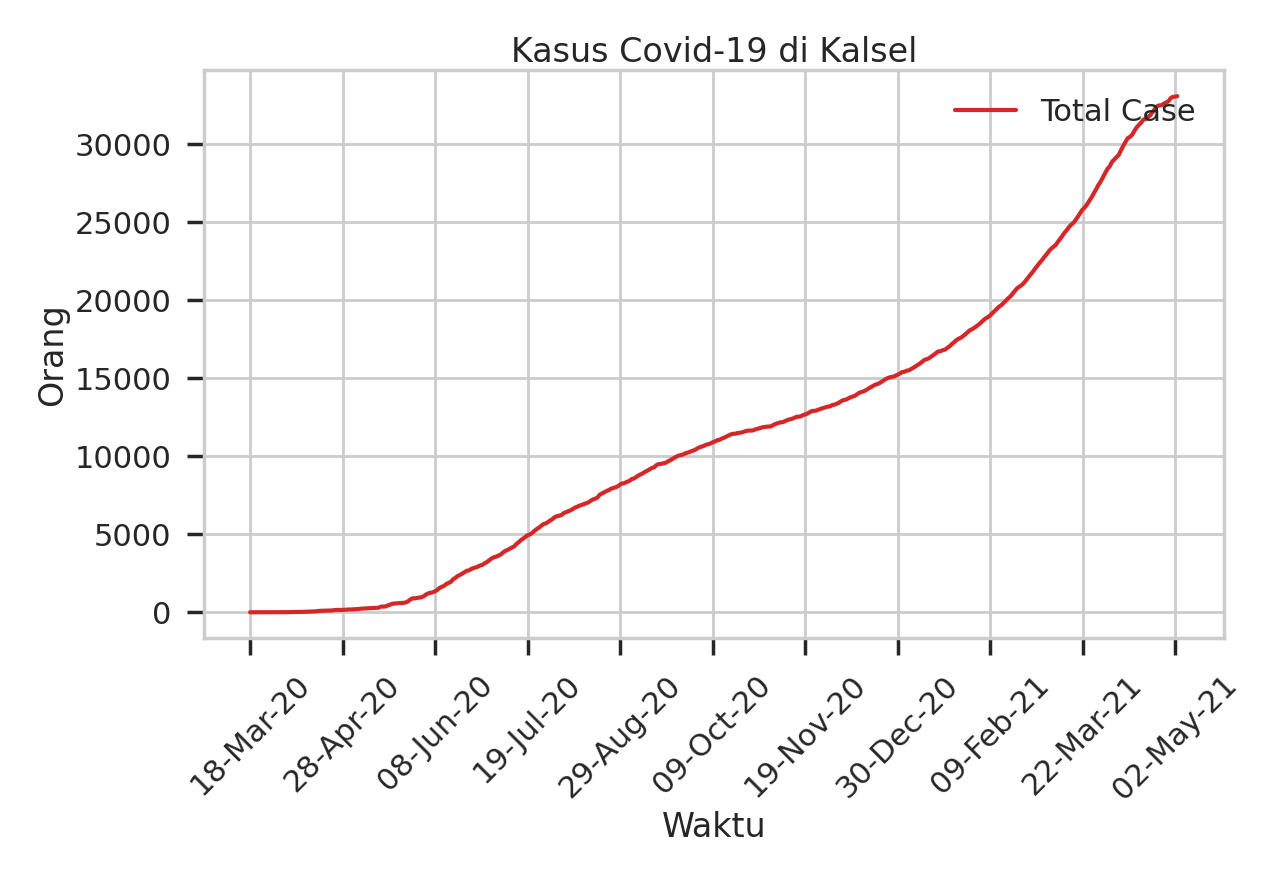 Kasus Covid-19 di Kalsel
Total Case
Orang
30000
25000
20000
15000
10000
5000
0
18-Mar-20
28-Apr-20
08-Jun-20
19-Jul-20
29-Aug-20
09-Oct-20
19-Nov-20
30-Dec-20
09-Feb-21
22-Mar-21
02-May-21
Waktu